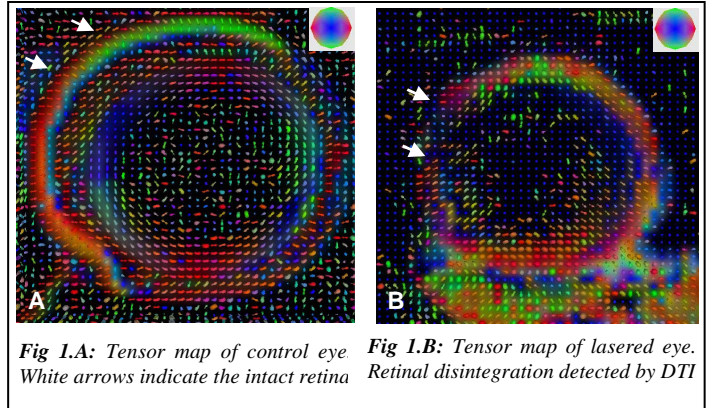 A
B
Fig 1.A: Tensor map of control eye.
White arrows indicate the intact retina
Fig 1.B: Tensor map of lasered eye.
Retinal disintegration detected by DTI